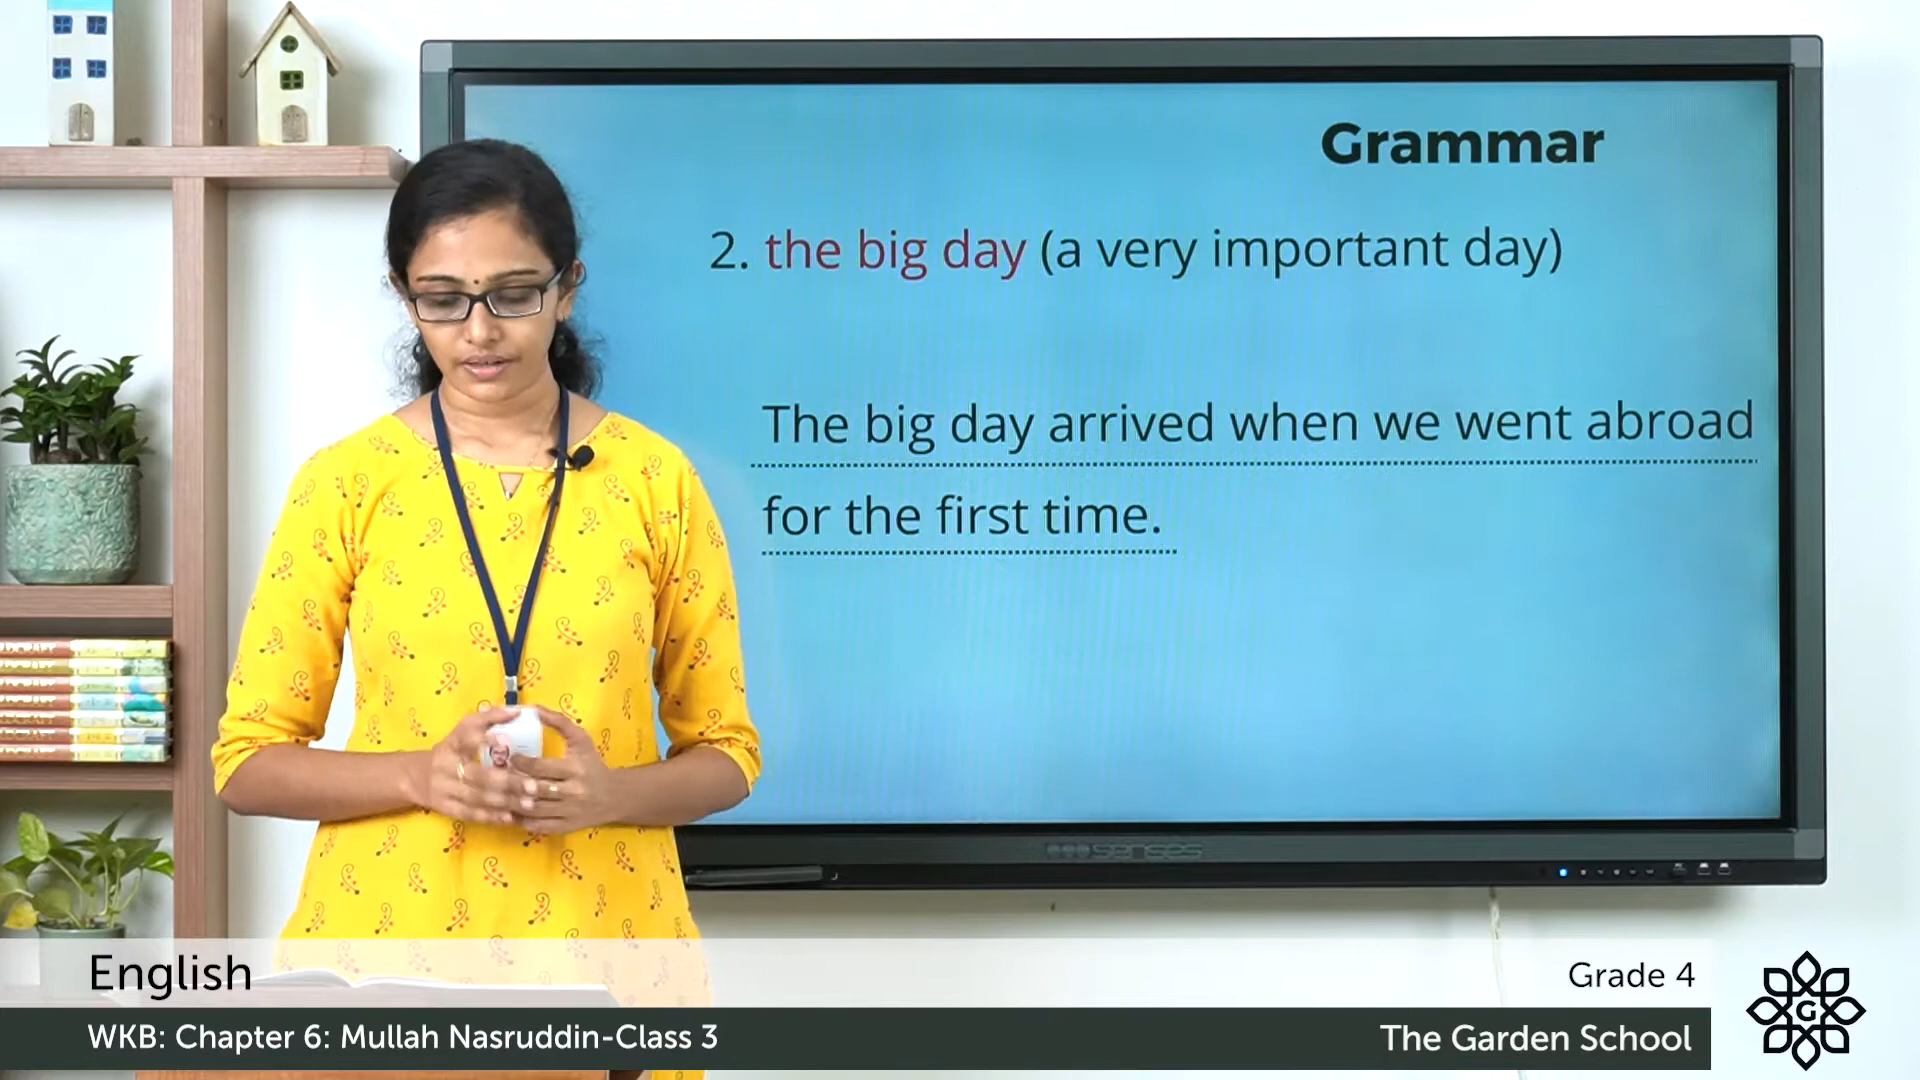 Grammar
2. the big day (a very important day)
The big day arrived when we went abroad
for the first time.
senses
English
Grade 4
WKB: Chapter 6: Mullah Nasruddin-Class 3
The Garden School
G